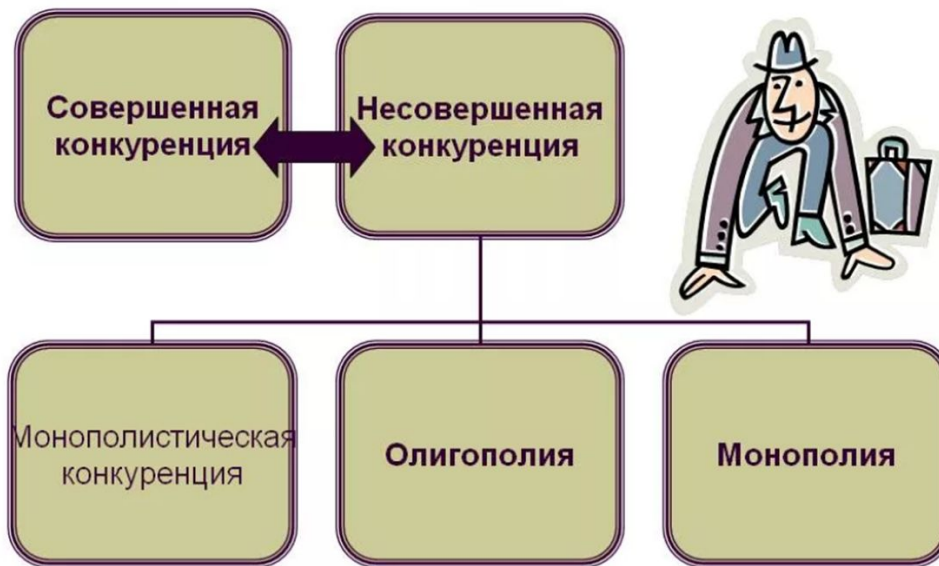 Совершенная
конкуренция
Несовершенная
конкуренция
Монополистическая
конкуренция
Олигополия
Монополия